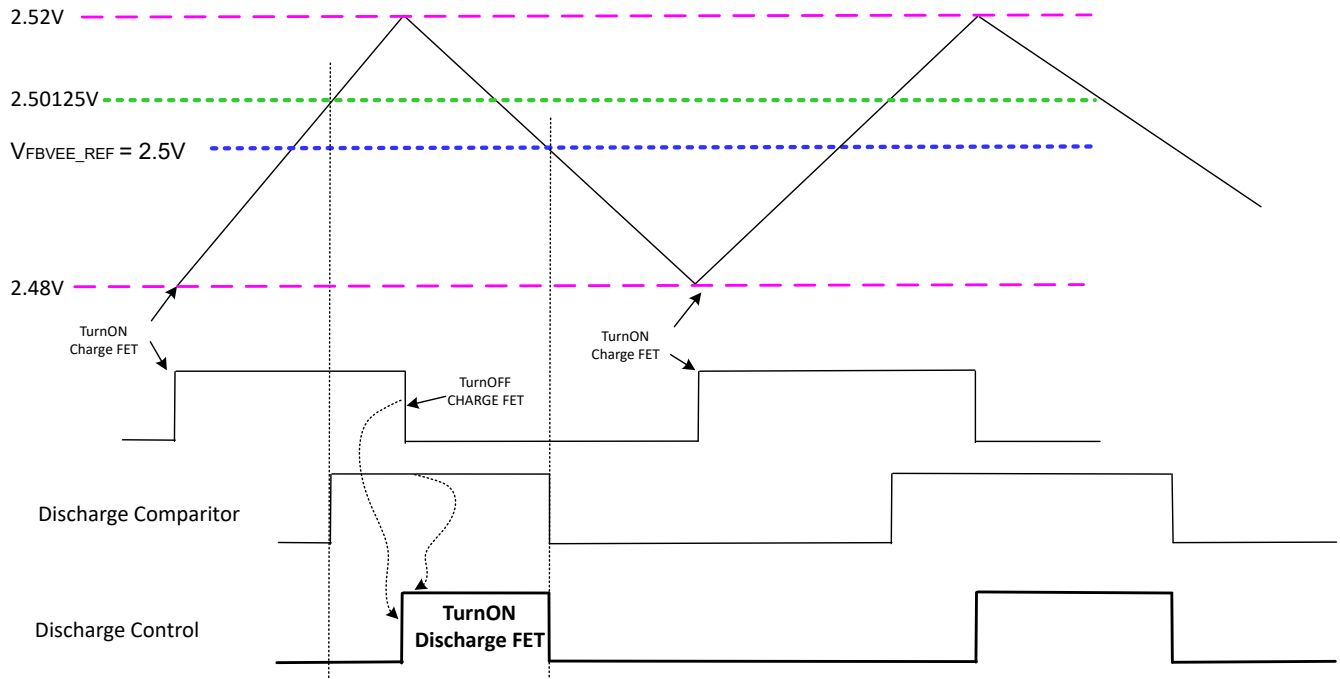 2.52V
2.50125V
VFBVEE_REF = 2.5V
2.48V
TurnON
Charge FET
TurnON
Charge FET
TurnOFF
CHARGE FET
Discharge Comparitor
Discharge Control
TurnON
Discharge FET